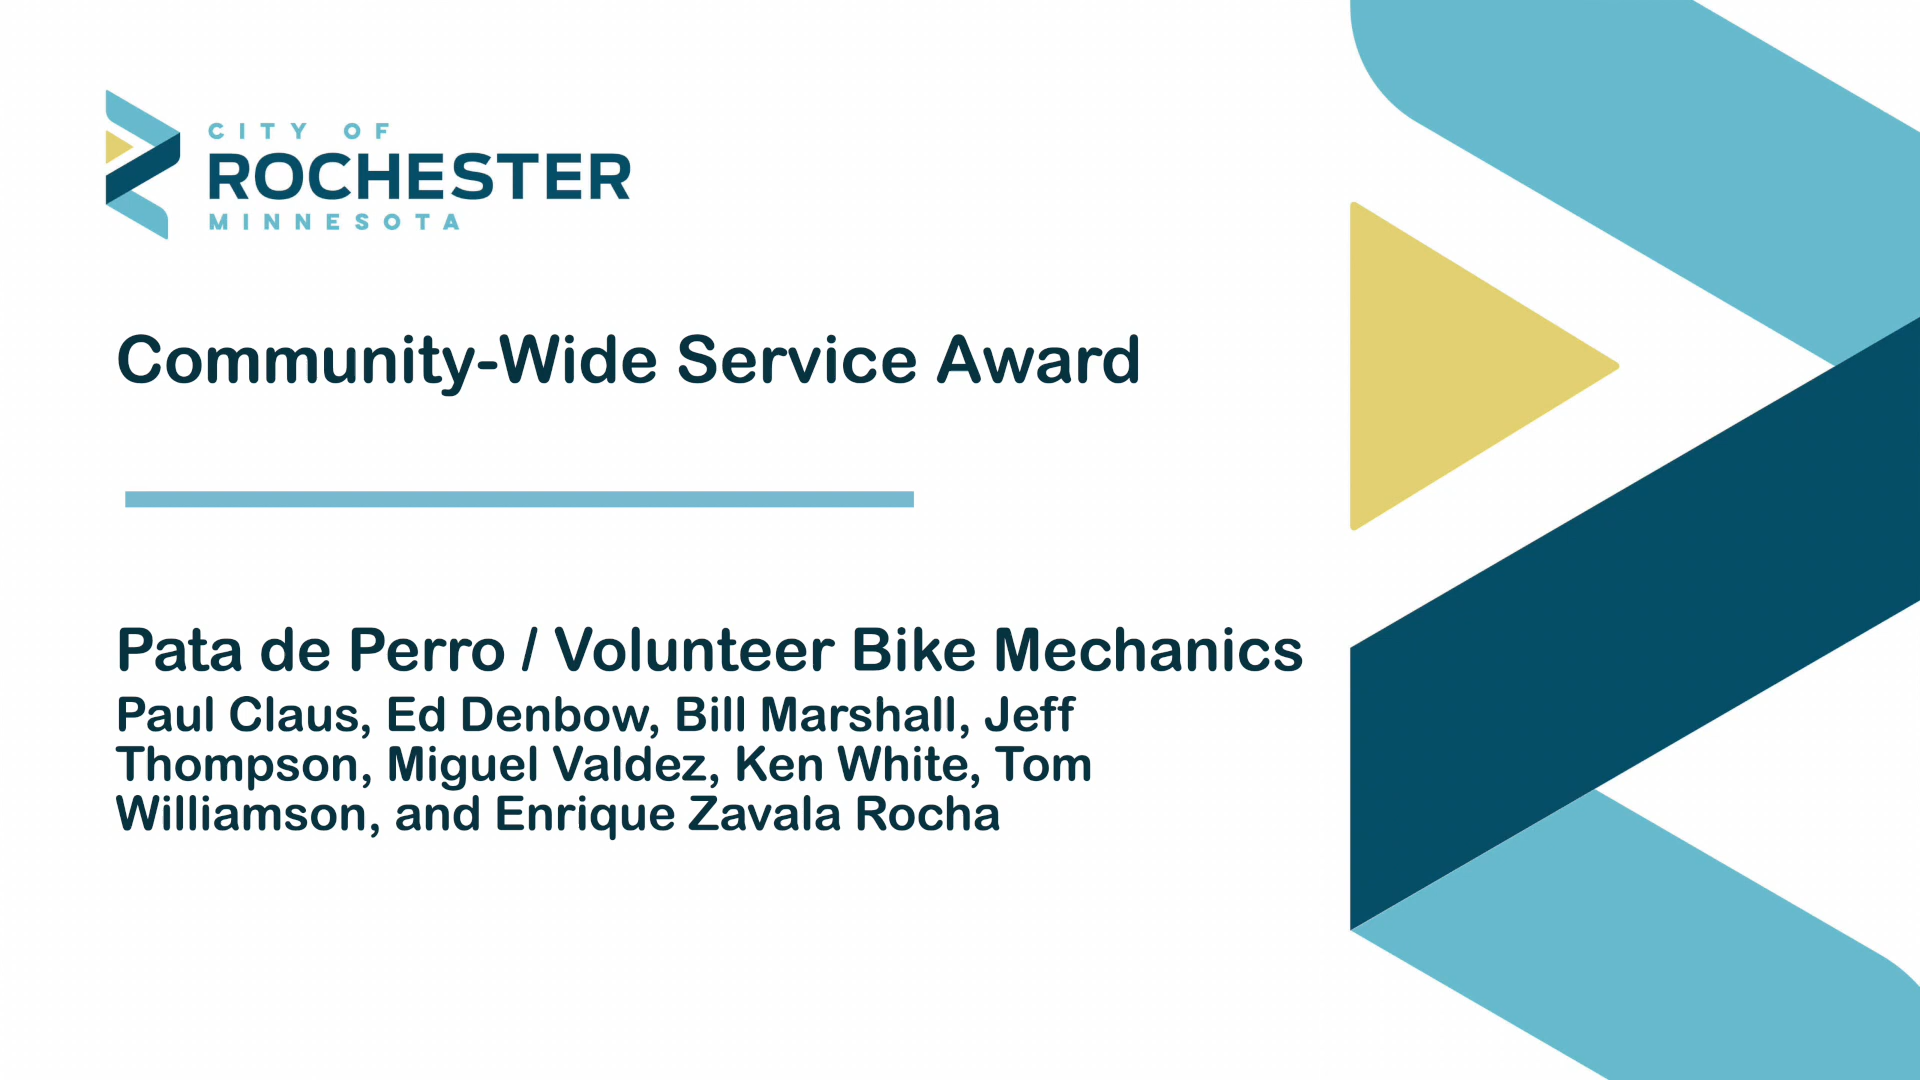 CITY OF
ROCHESTER
MINNESOTA
Community-Wide Service Award
Pata de Perro / Volunteer Bike Mechanics
Paul Claus, Ed Denbow, Bill Marshall, Jeff
Thompson, Miguel Valdez, Ken White, Tom
Williamson, and Enrique Zavala Rocha